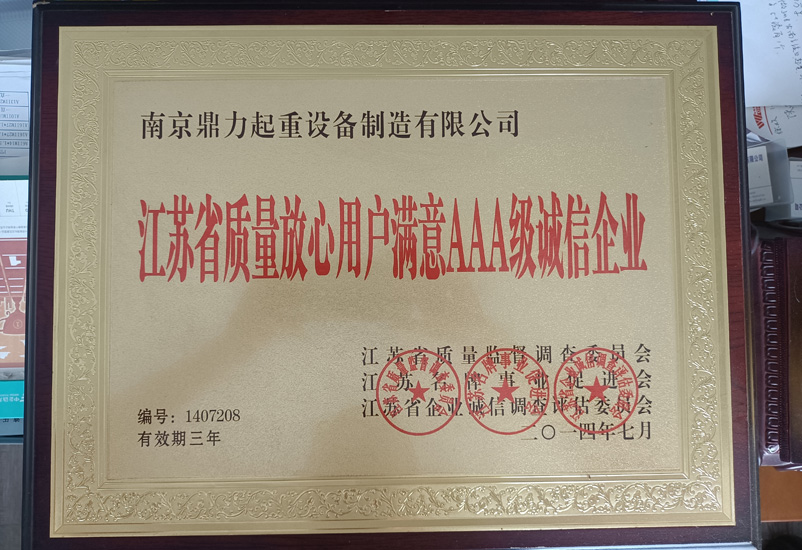 南京鼎力起重设备制造有限公司
江苏省质量放心用户满意AAA级诚信企业
江苏省质量监督调查委员会
江苏名牌事业促进会
江苏省企业诚信调查评估委员会
二〇一四年七月
编号：1407208
有效期三年